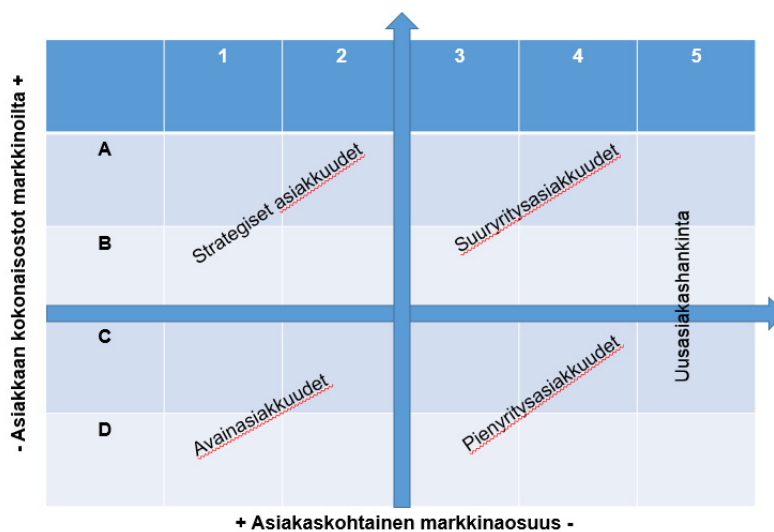 1 2 3 4 5
- Asiakkaan kokonaisostot markkinoilta +
A
Strategiset asiakkuudet
Suuryritysasiakkuudet
B
Uusasiakashankinta
C
Avainasiakkuudet
Pienyritysasiakkuudet
D
+ Asiakaskohtainen markkinaosuus -